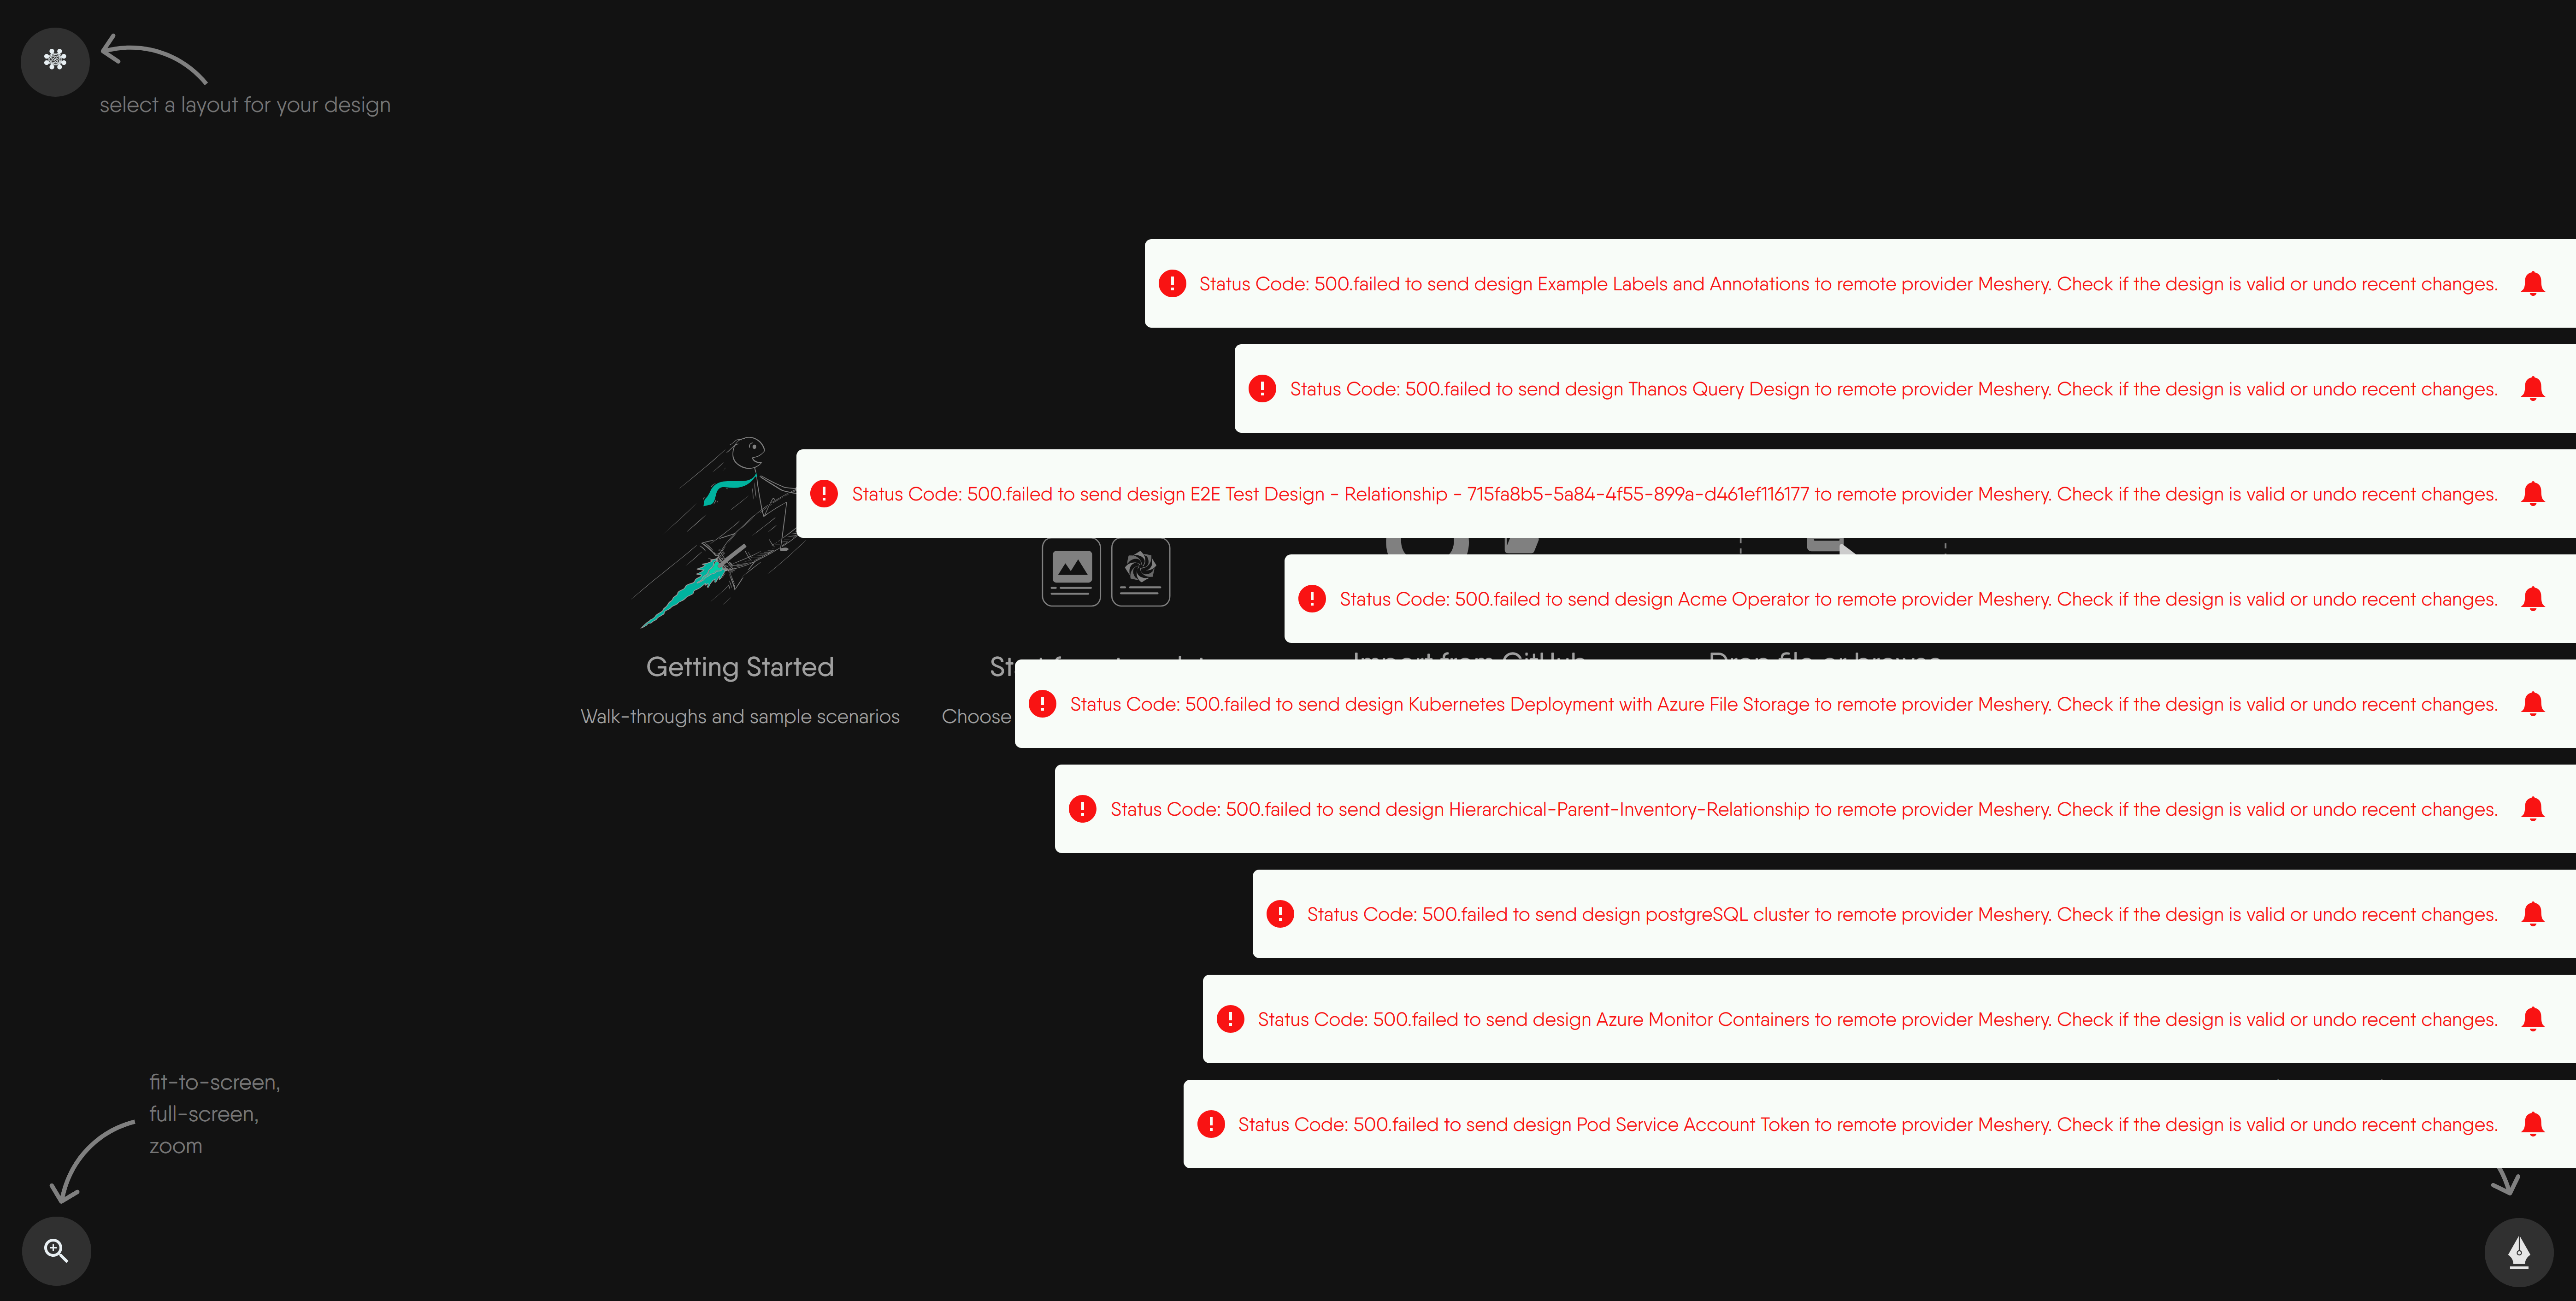 select a layout for your design
Status Code: 500.failed to send design Example Labels and Annotations to remote provider Meshery. Check if the design is valid or undo recent changes.
Status Code: 500.failed to send design Thanos Query Design to remote provider Meshery. Check if the design is valid or undo recent changes.
Status Code: 500.failed to send design E2E Test Design - Relationship - 715fa8b5-5a84-4f55-899a-d461ef116177 to remote provider Meshery. Check if the design is valid or undo recent changes.
Status Code: 500.failed to send design Acme Operator to remote provider Meshery. Check if the design is valid or undo recent changes.
Getting Started
Import from GitHub
Drop file or browse
Walk-throughs and sample scenarios
Choose
Status Code: 500.failed to send design Kubernetes Deployment with Azure File Storage to remote provider Meshery. Check if the design is valid or undo recent changes.
Status Code: 500.failed to send design Hierarchical-Parent-Inventory-Relationship to remote provider Meshery. Check if the design is valid or undo recent changes.
Status Code: 500.failed to send design postgreSQL cluster to remote provider Meshery. Check if the design is valid or undo recent changes.
Status Code: 500.failed to send design Azure Monitor Containers to remote provider Meshery. Check if the design is valid or undo recent changes.
Status Code: 500.failed to send design Pod Service Account Token to remote provider Meshery. Check if the design is valid or undo recent changes.
fit-to-screen,
full-screen,
zoom